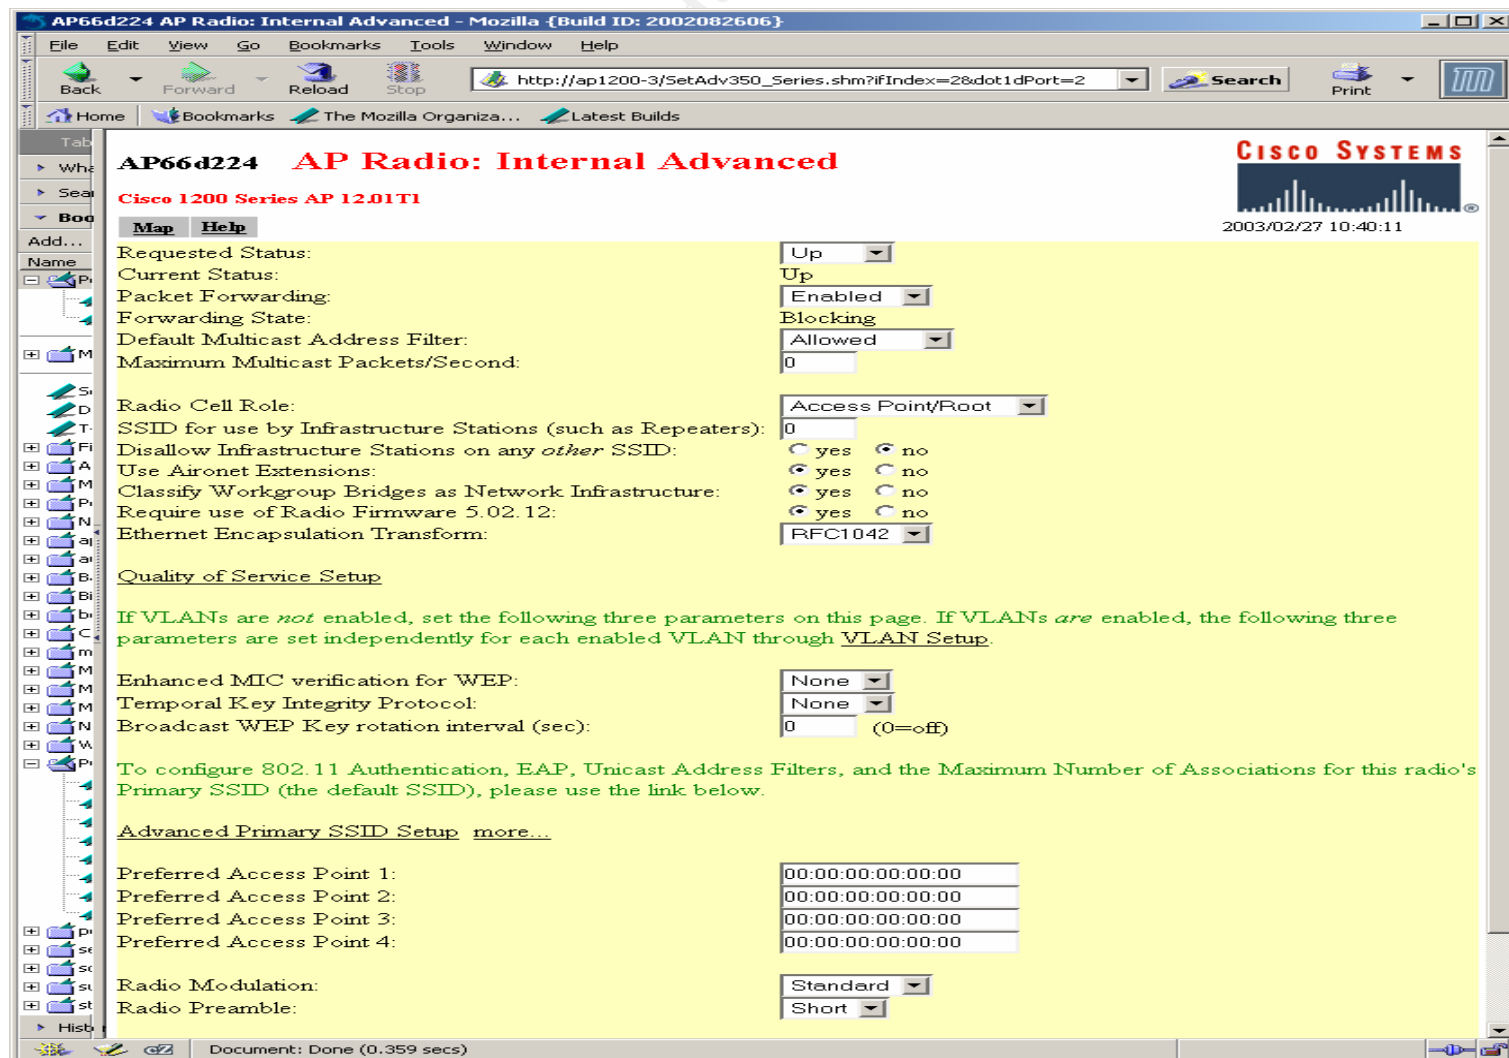 AP66d224 AP Radio: Internal Advanced - Mozilla {Build ID: 2002082606}
File Edit View Go Bookmarks Tools Window Help
Back Forward Reload Stop http://ap1200-3/SetAdv350_Series.shm?ifIndex=2&dot1dPort=2 Search Print
Home Bookmarks The Mozilla Organiza... Latest Builds
Tab
Wha
Sear
Boo
Add...
Name
AP66d224 AP Radio: Internal Advanced
Cisco 1200 Series AP 12.01T1
CISCO SYSTEMS
Map Help
2003/02/27 10:40:11
Requested Status: Up
Current Status: Up
Packet Forwarding: Enabled
Forwarding State: Blocking
Default Multicast Address Filter: Allowed
Maximum Multicast Packets/Second: 0
Radio Cell Role: Access Point/Root
SSID for use by Infrastructure Stations (such as Repeaters): 0
Disallow Infrastructure Stations on any other SSID: yes no
Use Aironet Extensions: yes no
Classify Workgroup Bridges as Network Infrastructure: yes no
Require use of Radio Firmware 5.02.12: yes no
Ethernet Encapsulation Transform: RFC1042
Quality of Service Setup
If VLANs are not enabled, set the following three parameters on this page. If VLANs are enabled, the following three
parameters are set independently for each enabled VLAN through VLAN Setup.
Enhanced MIC verification for WEP: None
Temporal Key Integrity Protocol: None
Broadcast WEP Key rotation interval (sec): 0 (0=off)
To configure 802.11 Authentication, EAP, Unicast Address Filters, and the Maximum Number of Associations for this radio's
Primary SSID (the default SSID), please use the link below.
Advanced Primary SSID Setup more...
Preferred Access Point 1: 00:00:00:00:00:00
Preferred Access Point 2: 00:00:00:00:00:00
Preferred Access Point 3: 00:00:00:00:00:00
Preferred Access Point 4: 00:00:00:00:00:00
Radio Modulation: Standard
Radio Preamble: Short
Histo
Document: Done (0.359 secs)